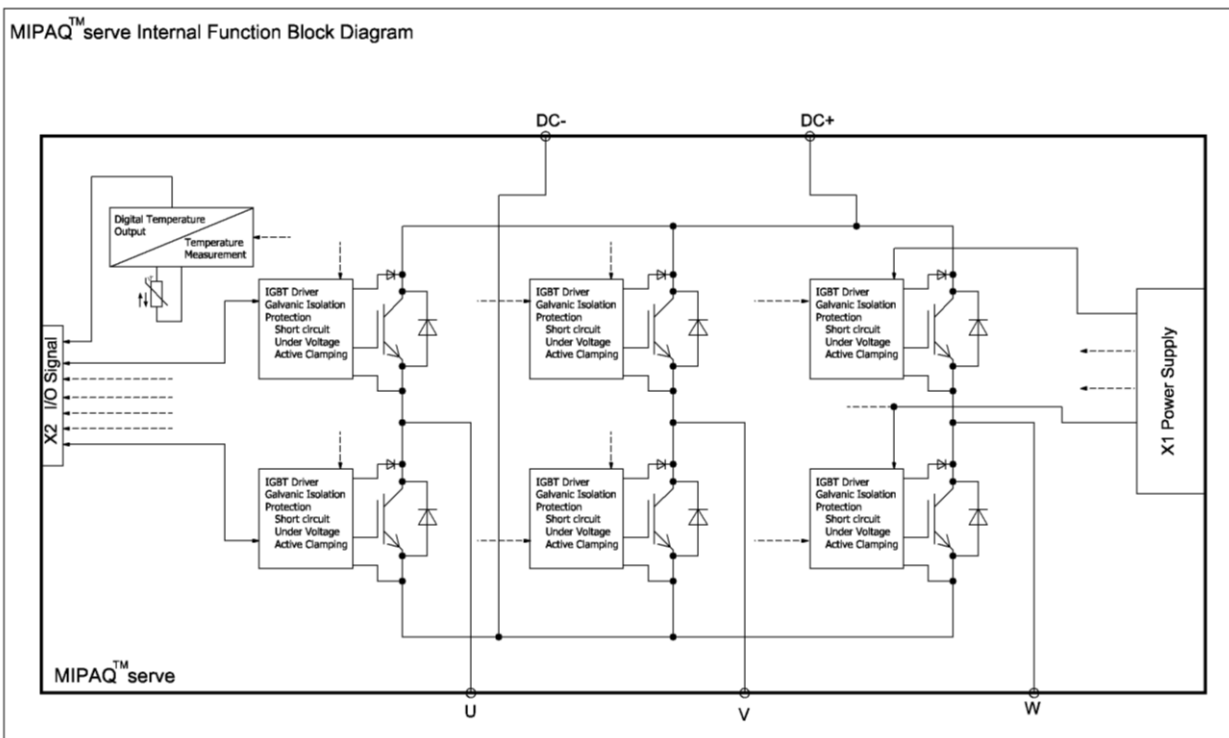 MIPAQ™serve Internal Function Block Diagram
DC-
DC+
Digital Temperature
Output
Temperature
Measurement
IGBT Driver
Galvanic Isolation
Protection
Short circuit
Under Voltage
Active Clamping
IGBT Driver
Galvanic Isolation
Protection
Short circuit
Under Voltage
Active Clamping
IGBT Driver
Galvanic Isolation
Protection
Short circuit
Under Voltage
Active Clamping
X2 I/O Signal
X1 Power Supply
IGBT Driver
Galvanic Isolation
Protection
Short circuit
Under Voltage
Active Clamping
IGBT Driver
Galvanic Isolation
Protection
Short circuit
Under Voltage
Active Clamping
IGBT Driver
Galvanic Isolation
Protection
Short circuit
Under Voltage
Active Clamping
MIPAQ™serve
U
V
W